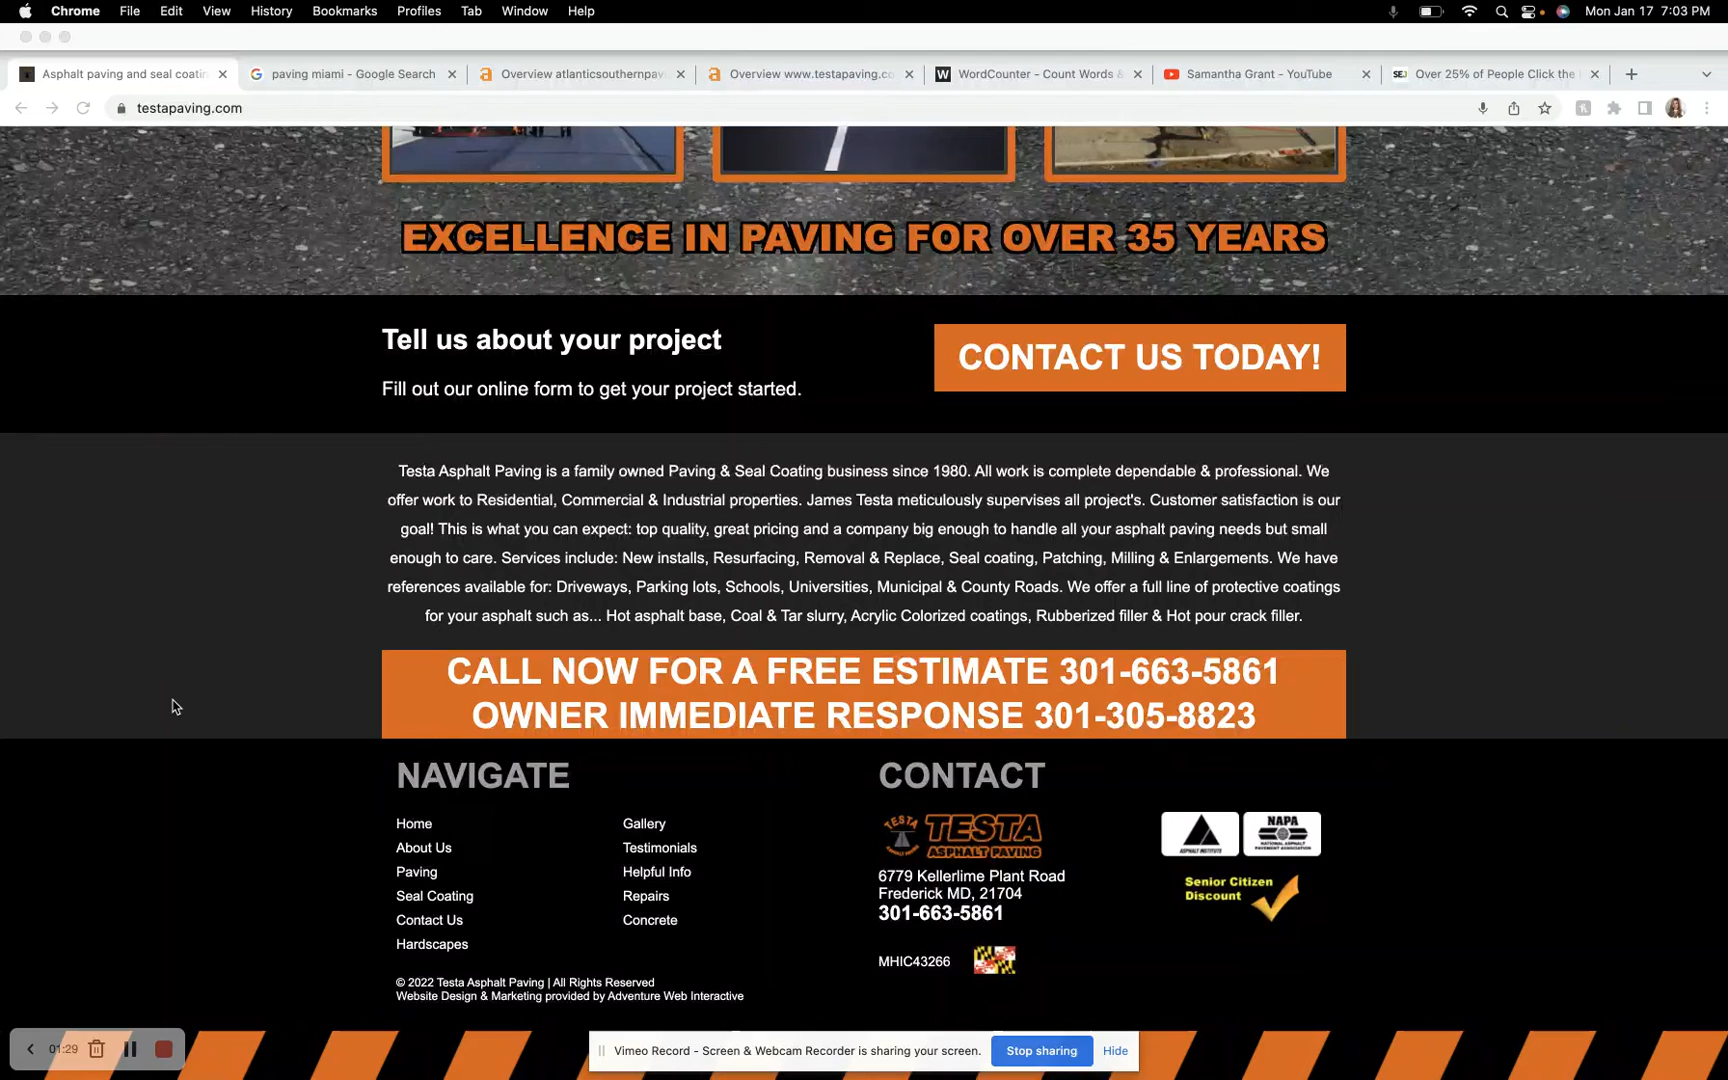 Chrome File Edit View History Bookmarks Profiles Tab Window Help Mon Jan 17 7:03 PM
Asphalt paving and seal coatin
paving miami - Google Search
Overview atlanticsouthernpav
Overview www.testapaving.co
WordCounter - Count Words &
Samantha Grant - YouTube
Over 25% of People Click the
testapaving.com
EXCELLENCE IN PAVING FOR OVER 35 YEARS
Tell us about your project
Fill out our online form to get your project started.
CONTACT US TODAY!
Testa Asphalt Paving is a family owned Paving & Seal Coating business since 1980. All work is complete dependable & professional. We
offer work to Residential, Commercial & Industrial properties. James Testa meticulously supervises all project's. Customer satisfaction is our
goal! This is what you can expect: top quality, great pricing and a company big enough to handle all your asphalt paving needs but small
enough to care. Services include: New installs, Resurfacing, Removal & Replace, Seal coating, Patching, Milling & Enlargements. We have
references available for: Driveways, Parking lots, Schools, Universities, Municipal & County Roads. We offer a full line of protective coatings
for your asphalt such as... Hot asphalt base, Coal & Tar slurry, Acrylic Colorized coatings, Rubberized filler & Hot pour crack filler.
CALL NOW FOR A FREE ESTIMATE 301-663-5861
OWNER IMMEDIATE RESPONSE 301-305-8823
NAVIGATE
Home
About Us
Paving
Seal Coating
Contact Us
Hardscapes
Gallery
Testimonials
Helpful Info
Repairs
Concrete
© 2022 Testa Asphalt Paving | All Rights Reserved
Website Design & Marketing provided by Adventure Web Interactive
CONTACT
TESTA
ASPHALT PAVING
6779 Kellerlime Plant Road
Frederick MD, 21704
301-663-5861
MHIC43266
ASPHALT INSTITUTE
NAPA
NATIONAL ASPHALT
PAVEMENT ASSOCIATION
Senior Citizen
Discount
01:29
Vimeo Record - Screen & Webcam Recorder is sharing your screen.
Stop sharing
Hide